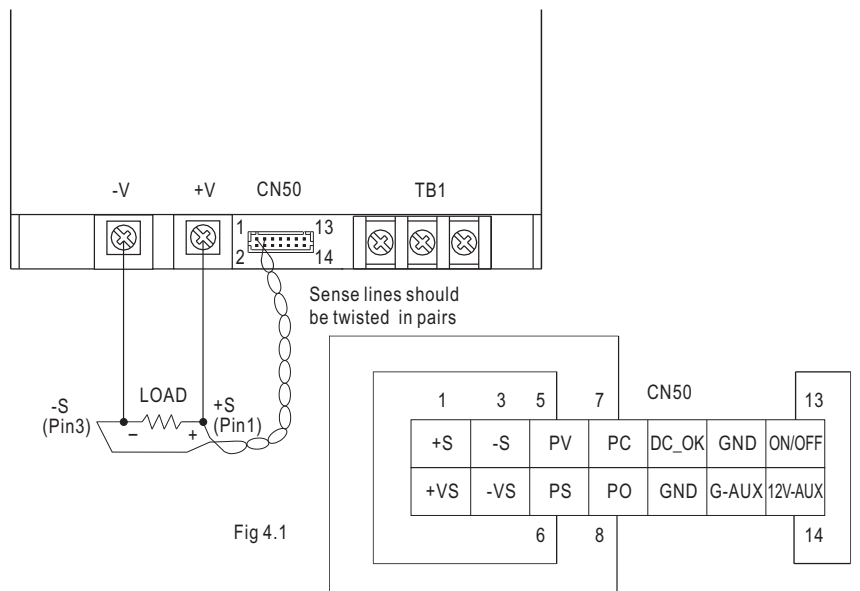 -V +V CN50 TB1
1 13
2 14
Sense lines should
be twisted in pairs
-S
(Pin3)
LOAD
+S
(Pin1)
– +
Fig 4.1
CN50
1 3 5 7 13
+S -S PV PC DC_OK GND ON/OFF
+VS -VS PS PO GND G-AUX 12V-AUX
6 8 14